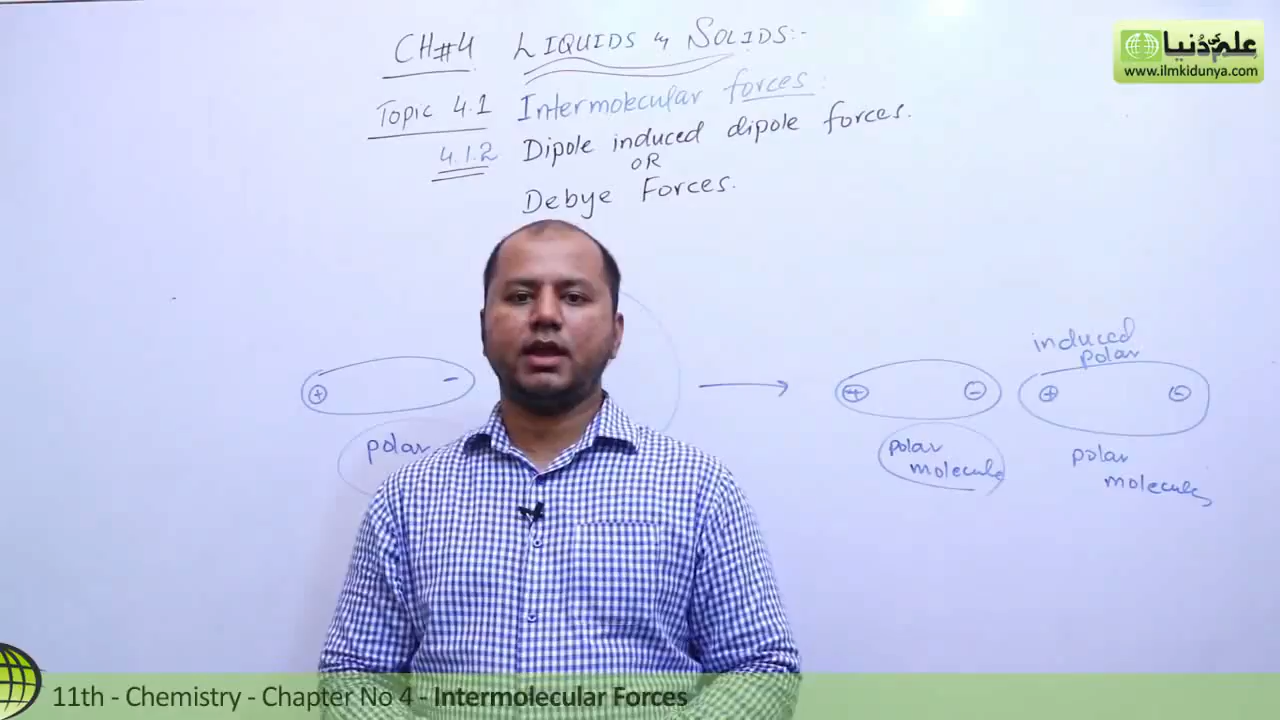 CH#4 LIQUIDS & SOLIDS:-
علم کی دُنیا
www.ilmkidunya.com
Topic 4.1 Intermolecular forces:
4.1.2 Dipole induced dipole forces.
OR
Debye Forces.
induced
polar
+ - + - + -
polar
polar
molecule
polar
molecules
11th - Chemistry - Chapter No 4 - Intermolecular Forces